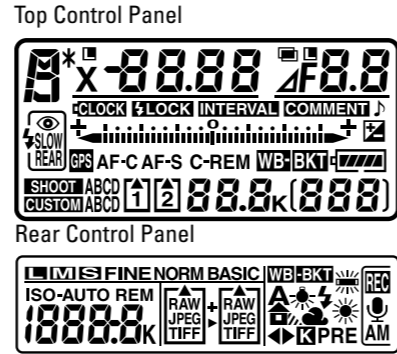 Top Control Panel
* L X -88.88 L ⊿F8.8
CLOCK LOCK INTERVAL COMMENT ♪
SLOW + - + 
REAR GPS AF-C AF-S C-REM WB-BKT
SHOOT ABCD
CUSTOM ABCD 1 2 88.8K(888)
Rear Control Panel
L M S FINE NORM BASIC WB-BKT REC
ISO-AUTO REM RAW + RAW A
1888:8K JPEG JPEG
TIFF TIFF K PRE AM